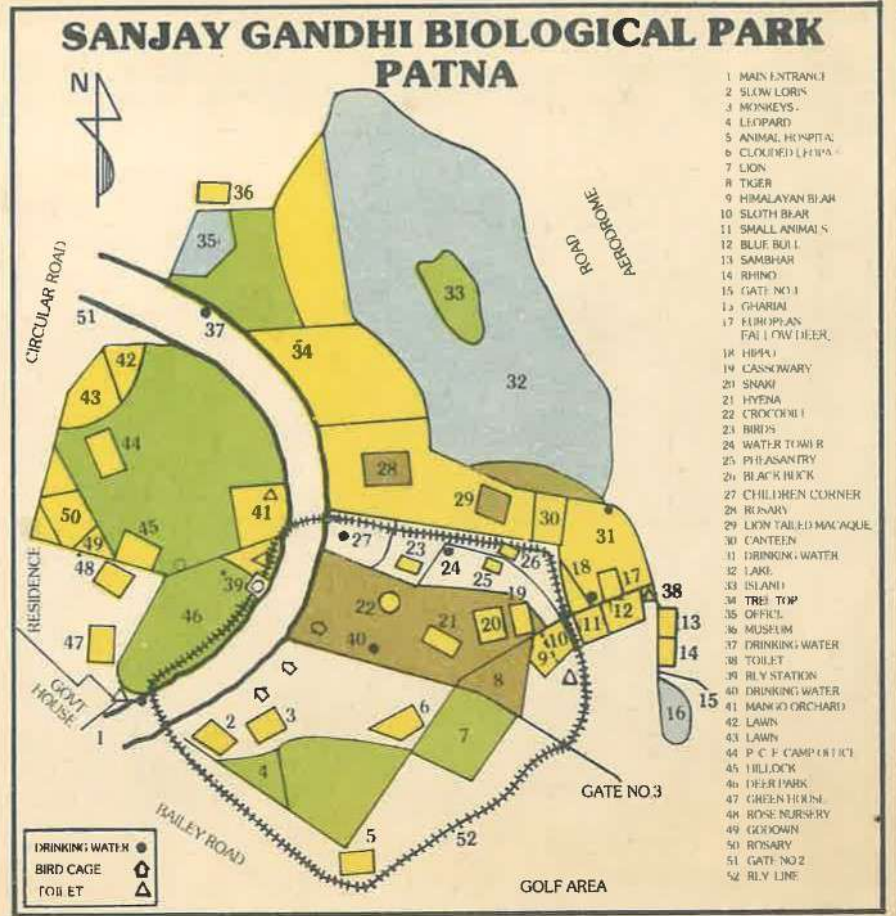 SANJAY GANDHI BIOLOGICAL PARK
PATNA
N
1 MAIN ENTRANCE
2 SLOW LORIS
3 MONKEYS
4 LEOPARD
5 ANIMAL HOSPITAL
6 CLOUDED LEOPA
7 LION
8 TIGER
9 HIMALAYAN BEAR
10 SLOTH BEAR
11 SMALL ANIMALS
12 BLUE BULL
13 SAMBHAR
14 RHINO
15 GATE NO.1
GHARIAL
17 EUROPEAN
FALLOW DEER
18 HIPPO
19 CASSOWARY
20 SNAKE
21 HYENA
22 CROCODILE
23 BIRDS
24 WATER TOWER
25 PHEASANTRY
26 BLACK BUCK
27 CHILDREN CORNER
28 ROSARY
29 LION TAILED MACAQUE
30 CANTEEN
31 DRINKING WATER
32 LAKE
33 ISLAND
34 TREE TOP
35 OFFICE
36 MUSEUM
37 DRINKING WATER
38 TOILET
39 RLY STATION
40 DRINKING WATER
41 MANGO ORCHARD
42 LAWN
43 LAWN
44 P.C.F. CAMP OFFICE
45 HILLOCK
46 DEER PARK
47 GREEN HOUSE
48 ROSE NURSERY
49 GODOWN
50 ROSARY
51 GATE NO 2
52 RLY LINE
36
35
33
AERODROME
ROAD
CIRCULAR ROAD
51
37
34
32
42
43
44
28
29
30
31
50
41
45
49
48
27
23
24
25
26
18
17
38
39
46
22
19
12
13
20
11
21
10
40
9
14
47
8
15
16
RESIDENCE
GOVT
HOUSE
1
2
3
6
7
4
GATE NO.3
BAILEY ROAD
5
52
GOLF AREA
DRINKING WATER
BIRD CAGE
TOILET